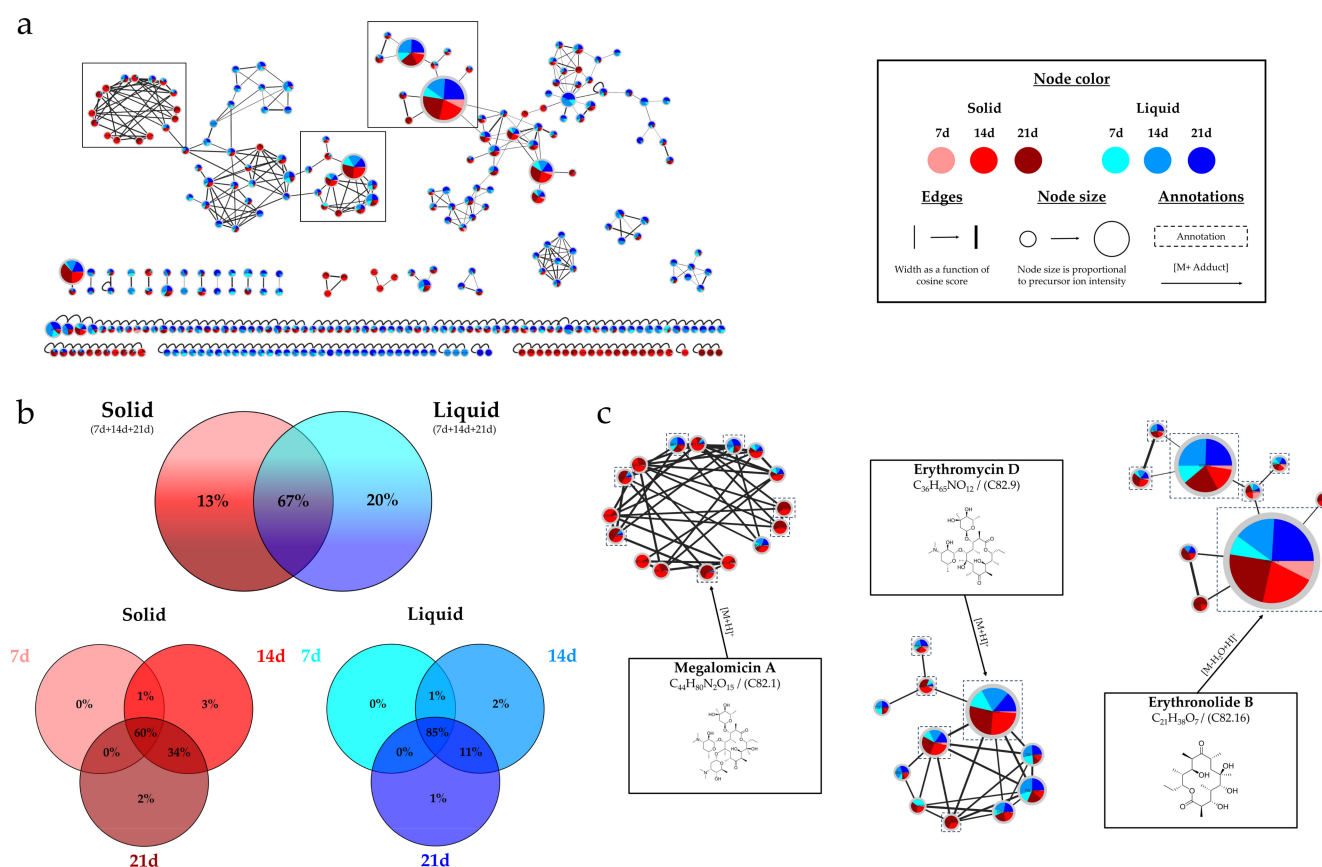 a
Node color
Solid
Liquid
7d 14d 21d
7d 14d 21d
Edges
Node size
Annotations
Annotation
Width as a function of
cosine score
Node size is proportional
to precursor ion intensity
[M+ Adduct]
b
Solid
(7d+14d+21d)
Liquid
(7d+14d+21d)
13%
67%
20%
Solid
7d
14d
0%
1%
3%
60%
0%
34%
2%
21d
Liquid
7d
14d
0%
1%
2%
85%
0%
11%
1%
21d
c
[M+H]⁺
Megalomicin A
C₄₄H₈₀N₂O₁₅ / (C82.1)
Erythromycin D
C₃₆H₆₅NO₁₂ / (C82.9)
[M+H]⁺
[M-H₂O+H]⁺
Erythronolide B
C₂₁H₃₈O₇ / (C82.16)